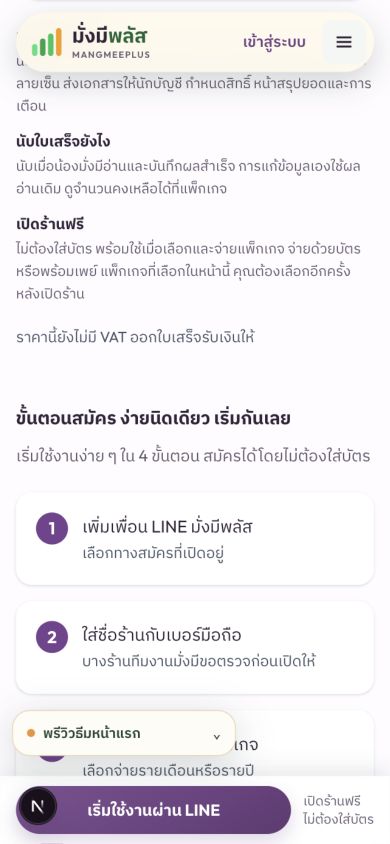 มั่งมีพลัส
MANGMEEPLUS
เข้าสู่ระบบ
ลายเซ็น ส่งเอกสารให้นักบัญชี กำหนดสิทธิ์ หน้าสรุปยอดและการ
เตือน
นับใบเสร็จยังไง
นับเมื่อน้องมั่งมีอ่านและบันทึกผลสำเร็จ การแก้ข้อมูลเองใช้ผล
อ่านเดิม ดูจำนวนคงเหลือได้ที่แพ็กเกจ
เปิดร้านฟรี
ไม่ต้องใส่บัตร พร้อมใช้เมื่อเลือกและจ่ายแพ็กเกจ จ่ายด้วยบัตร
หรือพร้อมเพย์ แพ็กเกจที่เลือกในหน้านี้ คุณต้องเลือกอีกครั้ง
หลังเปิดร้าน
ราคานี้ยังไม่มี VAT ออกใบเสร็จรับเงินให้
ขั้นตอนสมัคร ง่ายนิดเดียว เริ่มกันเลย
เริ่มใช้งานง่าย ๆ ใน 4 ขั้นตอน สมัครได้โดยไม่ต้องใส่บัตร
1
เพิ่มเพื่อน LINE มั่งมีพลัส
เลือกทางสมัครที่เปิดอยู่
2
ใส่ชื่อร้านกับเบอร์มือถือ
บางร้านทีมงานมั่งมีขอตรวจก่อนเปิดให้
พรีวิวธีมหน้าแรก
เลือกจ่ายรายเดือนหรือรายปี
N
เริ่มใช้งานผ่าน LINE
เปิดร้านฟรี
ไม่ต้องใส่บัตร